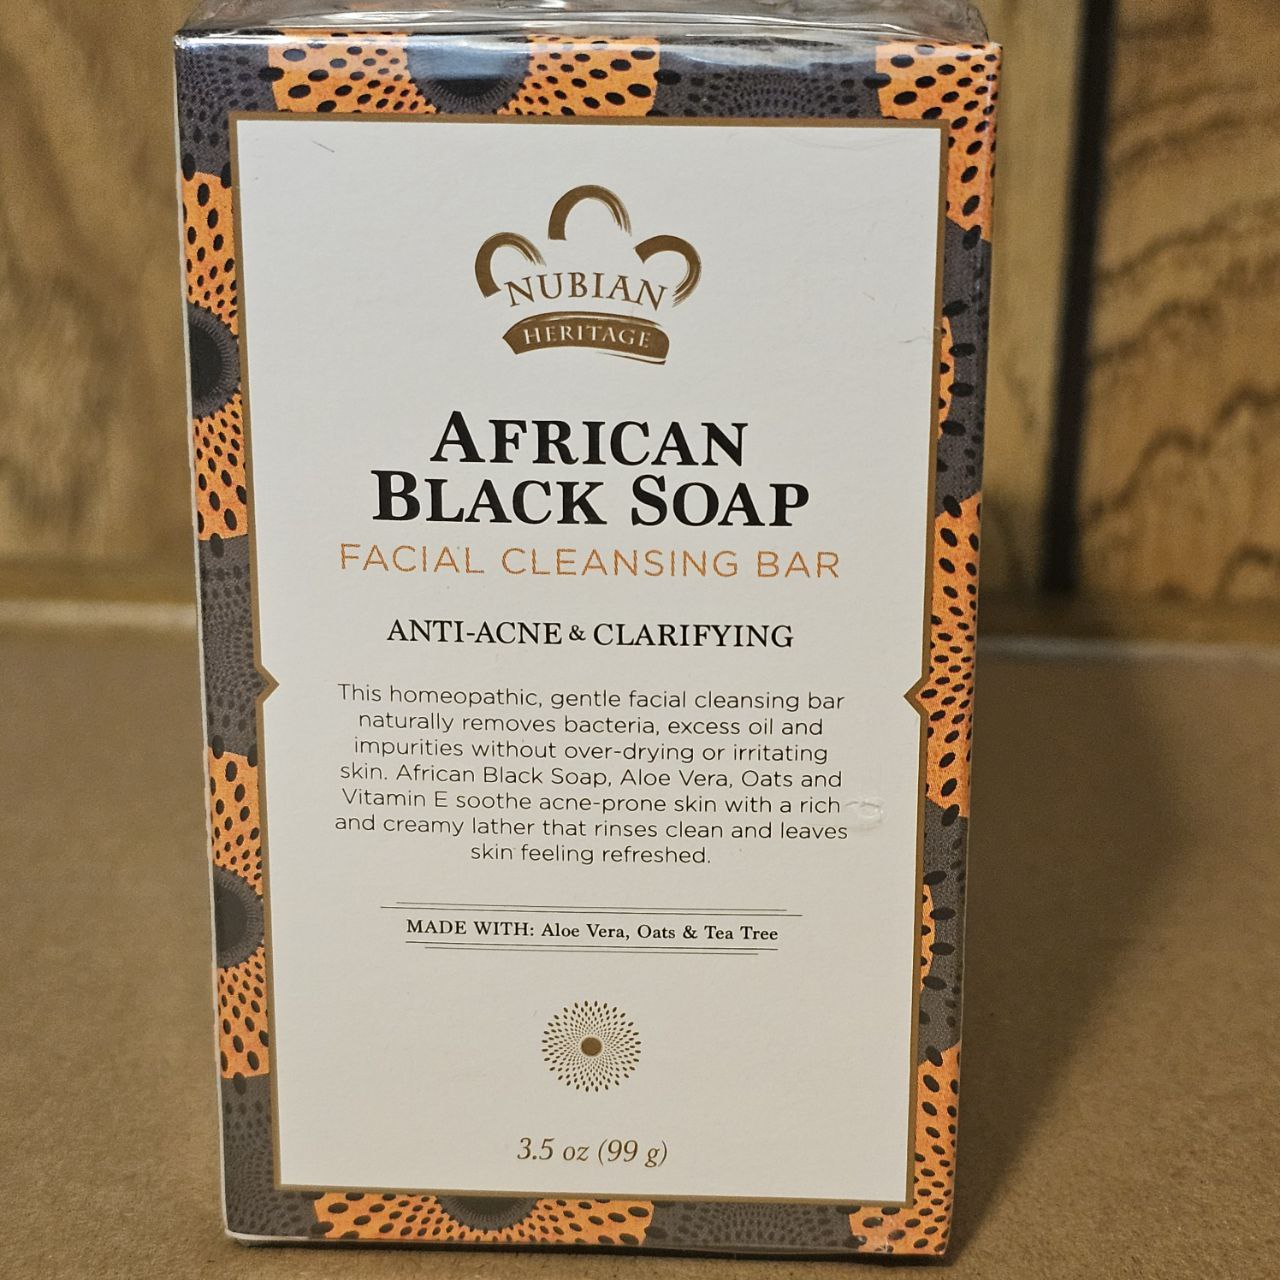 NUBIAN
HERITAGE
AFRICAN
BLACK SOAP
FACIAL CLEANSING BAR
ANTI-ACNE & CLARIFYING
This homeopathic, gentle facial cleansing bar
naturally removes bacteria, excess oil and
impurities without over-drying or irritating
skin. African Black Soap, Aloe Vera, Oats and
Vitamin E soothe acne-prone skin with a rich
and creamy lather that rinses clean and leaves
skin feeling refreshed.
MADE WITH: Aloe Vera, Oats & Tea Tree
3.5 oz (99 g)